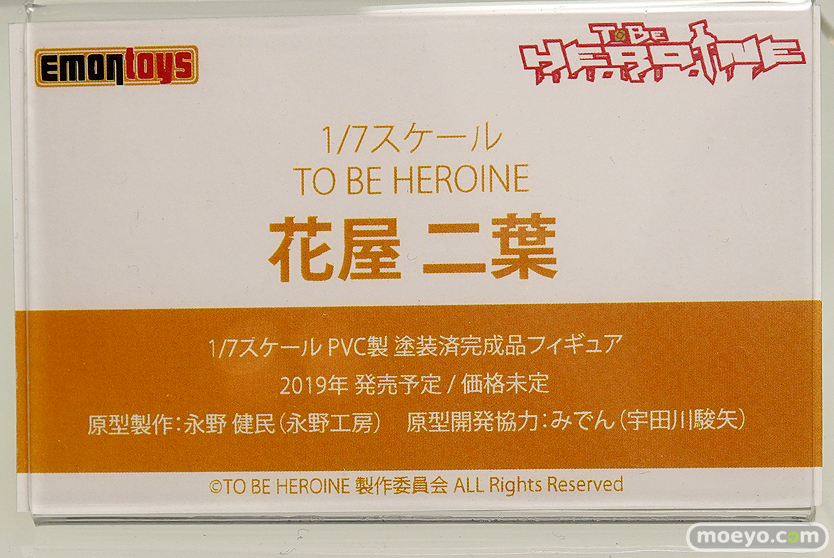 EMONTOYS
TO BE
HEROINE
1/7スケール
TO BE HEROINE
花屋 二葉
1/7スケール PVC製 塗装済完成品フィギュア
2019年 発売予定 / 価格未定
原型製作：永野 健民（永野工房）　原型開発協力：みでん（宇田川駿矢）
©TO BE HEROINE 製作委員会 ALL Rights Reserved
moeyo.com